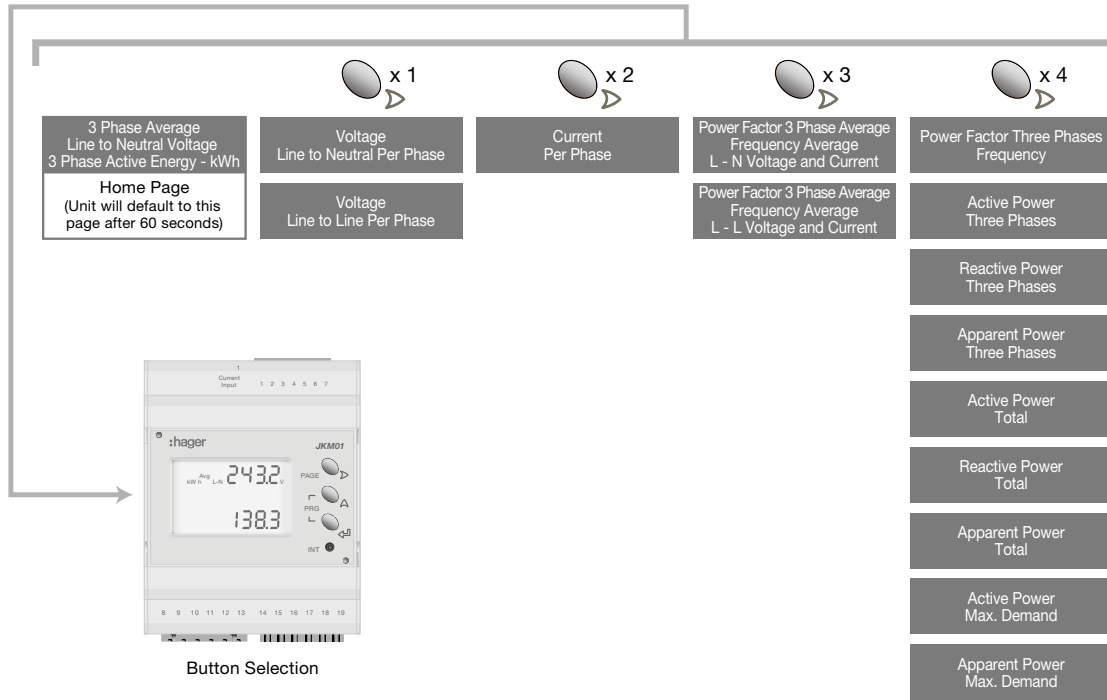 x 1
x 2
x 3
x 4
3 Phase Average
Line to Neutral Voltage
3 Phase Active Energy - kWh
Home Page
(Unit will default to this
page after 60 seconds)
Voltage
Line to Neutral Per Phase
Voltage
Line to Line Per Phase
Current
Per Phase
Power Factor 3 Phase Average
Frequency Average
L - N Voltage and Current
Power Factor 3 Phase Average
Frequency Average
L - L Voltage and Current
Power Factor Three Phases
Frequency
Active Power
Three Phases
Reactive Power
Three Phases
Apparent Power
Three Phases
Active Power
Total
Reactive Power
Total
Apparent Power
Total
Active Power
Max. Demand
Apparent Power
Max. Demand
1
Current
Input
1 2 3 4 5 6 7
:hager
JKM01
Avg
kW h L-N 243.2 V
138.3
PAGE
PRG
INT
8 9 10 11 12 13 14 15 16 17 18 19
Button Selection